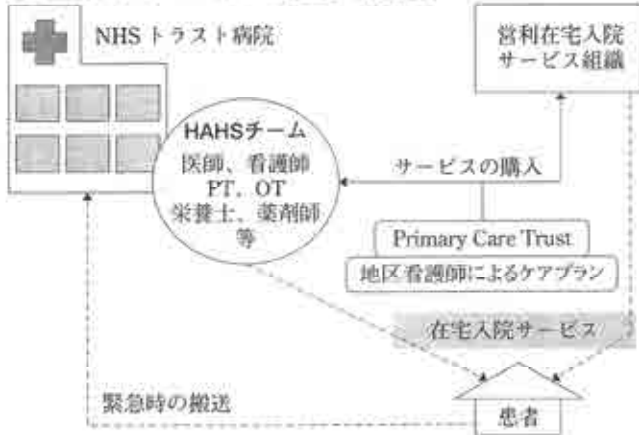 NHSトラスト病院
営利在宅入院
サービス組織
HAHSチーム
医師、看護師
PT、OT
栄養士、薬剤師
等
サービスの購入
Primary Care Trust
地区看護師によるケアプラン
在宅入院サービス
緊急時の搬送
患者